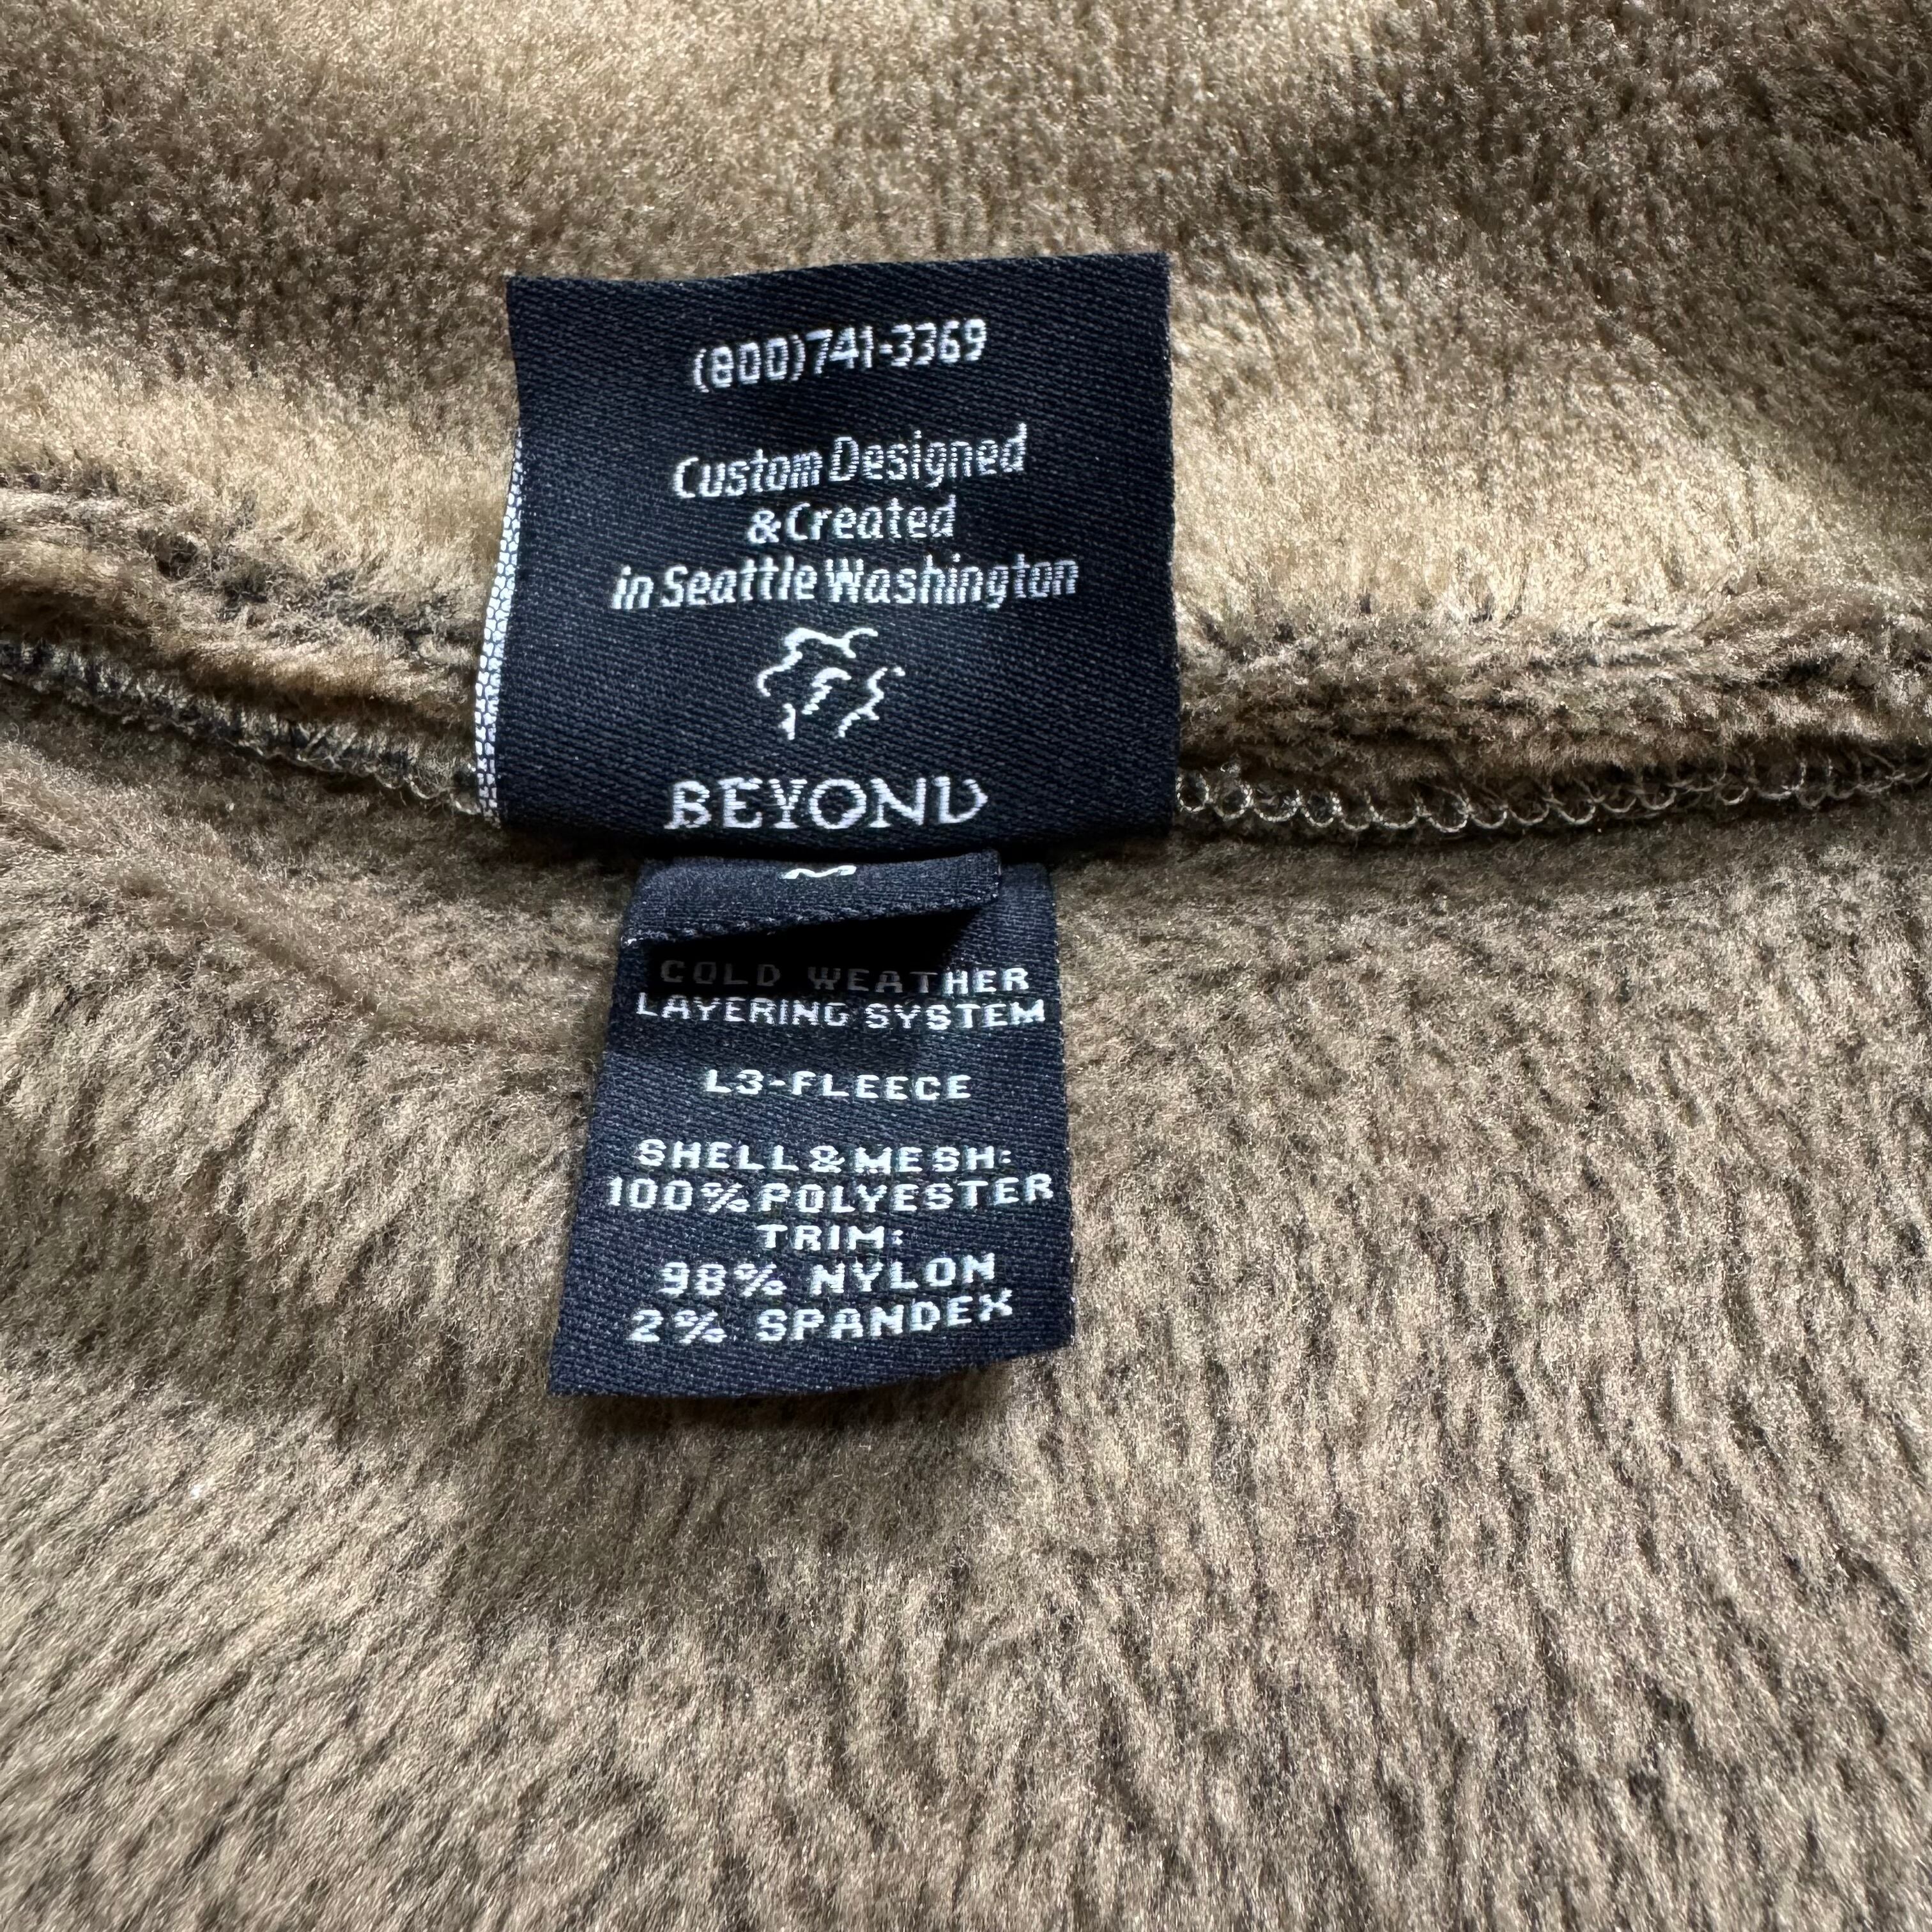 (800)741-3369
Custom Designed
&Created
in Seattle Washington
BEYOND
COLD WEATHER
LAYERING SYSTEM
L3-FLEECE
SHELL&MESH:
100%POLYESTER
TRIM:
98% NYLON
2% SPANDEX